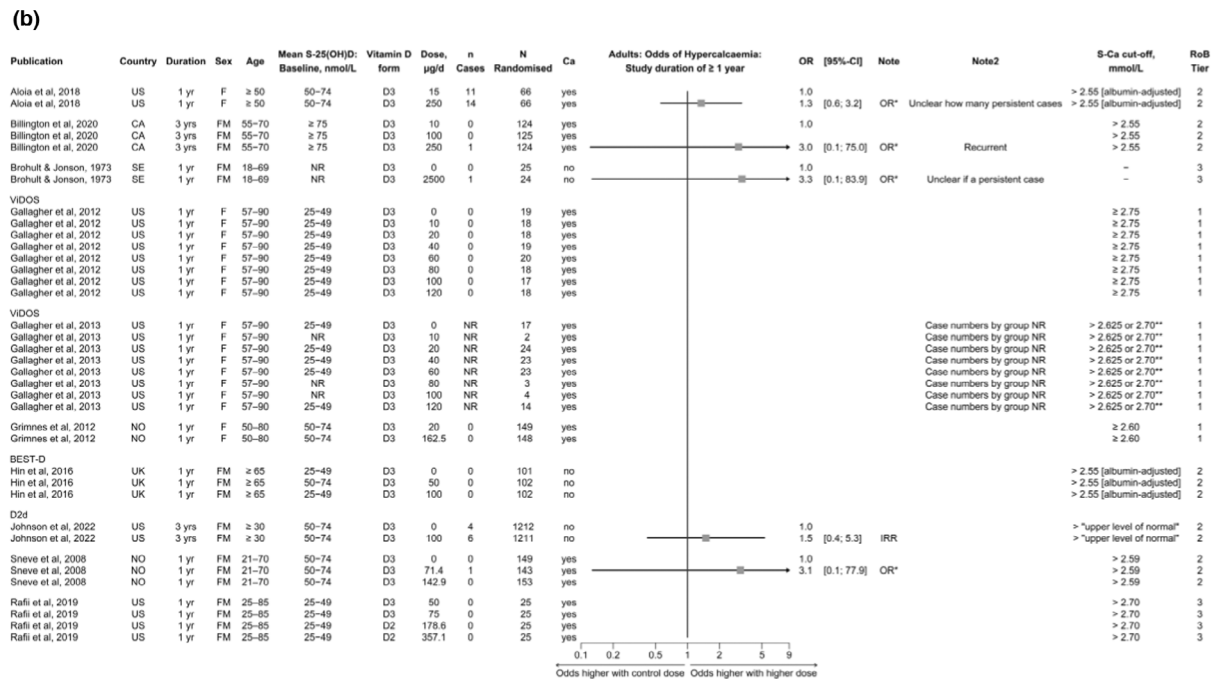 (b)
Publication Country Duration Sex Age Mean S-25(OH)D: Baseline, nmol/L Vitamin D form Dose, µg/d n Cases N Randomised Ca Adults: Odds of Hypercalcaemia: Study duration of ≥ 1 year OR [95%-CI] Note Note2 S-Ca cut-off, mmol/L RoB Tier
Aloia et al, 2018 US 1 yr F ≥ 50 50−74 D3 15 11 66 yes 1.0 > 2.55 [albumin-adjusted] 2
Aloia et al, 2018 US 1 yr F ≥ 50 50−74 D3 250 14 66 yes 1.3 [0.6; 3.2] OR* Unclear how many persistent cases > 2.55 [albumin-adjusted] 2
Billington et al, 2020 CA 3 yrs FM 55−70 ≥ 75 D3 10 0 124 yes 1.0 > 2.55 2
Billington et al, 2020 CA 3 yrs FM 55−70 ≥ 75 D3 100 0 125 yes > 2.55 2
Billington et al, 2020 CA 3 yrs FM 55−70 ≥ 75 D3 250 1 124 yes 3.0 [0.1; 75.0] OR* Recurrent > 2.55 2
Brohult & Jonson, 1973 SE 1 yr FM 18−69 NR D3 0 0 25 no 1.0 − 3
Brohult & Jonson, 1973 SE 1 yr FM 18−69 NR D3 2500 1 24 no 3.3 [0.1; 83.9] OR* Unclear if a persistent case − 3
ViDOS
Gallagher et al, 2012 US 1 yr F 57−90 25−49 D3 0 0 19 yes ≥ 2.75 1
Gallagher et al, 2012 US 1 yr F 57−90 25−49 D3 10 0 18 yes ≥ 2.75 1
Gallagher et al, 2012 US 1 yr F 57−90 25−49 D3 20 0 18 yes ≥ 2.75 1
Gallagher et al, 2012 US 1 yr F 57−90 25−49 D3 40 0 19 yes ≥ 2.75 1
Gallagher et al, 2012 US 1 yr F 57−90 25−49 D3 60 0 20 yes ≥ 2.75 1
Gallagher et al, 2012 US 1 yr F 57−90 25−49 D3 80 0 18 yes ≥ 2.75 1
Gallagher et al, 2012 US 1 yr F 57−90 25−49 D3 100 0 17 yes ≥ 2.75 1
Gallagher et al, 2012 US 1 yr F 57−90 25−49 D3 120 0 18 yes ≥ 2.75 1
ViDOS
Gallagher et al, 2013 US 1 yr F 57−90 25−49 D3 0 NR 17 yes Case numbers by group NR > 2.625 or 2.70** 1
Gallagher et al, 2013 US 1 yr F 57−90 NR D3 10 NR 2 yes Case numbers by group NR > 2.625 or 2.70** 1
Gallagher et al, 2013 US 1 yr F 57−90 25−49 D3 20 NR 24 yes Case numbers by group NR > 2.625 or 2.70** 1
Gallagher et al, 2013 US 1 yr F 57−90 25−49 D3 40 NR 23 yes Case numbers by group NR > 2.625 or 2.70** 1
Gallagher et al, 2013 US 1 yr F 57−90 25−49 D3 60 NR 23 yes Case numbers by group NR > 2.625 or 2.70** 1
Gallagher et al, 2013 US 1 yr F 57−90 NR D3 80 NR 3 yes Case numbers by group NR > 2.625 or 2.70** 1
Gallagher et al, 2013 US 1 yr F 57−90 NR D3 100 NR 4 yes Case numbers by group NR > 2.625 or 2.70** 1
Gallagher et al, 2013 US 1 yr F 57−90 25−49 D3 120 NR 14 yes Case numbers by group NR > 2.625 or 2.70** 1
Grimnes et al, 2012 NO 1 yr F 50−80 50−74 D3 20 0 149 yes ≥ 2.60 1
Grimnes et al, 2012 NO 1 yr F 50−80 50−74 D3 162.5 0 148 yes ≥ 2.60 1
BEST-D
Hin et al, 2016 UK 1 yr FM ≥ 65 25−49 D3 0 0 101 no > 2.55 [albumin-adjusted] 2
Hin et al, 2016 UK 1 yr FM ≥ 65 50−74 D3 50 0 102 no > 2.55 [albumin-adjusted] 2
Hin et al, 2016 UK 1 yr FM ≥ 65 25−49 D3 100 0 102 no > 2.55 [albumin-adjusted] 2
D2d
Johnson et al, 2022 US 3 yrs FM ≥ 30 50−74 D3 0 4 1212 no 1.0 > "upper level of normal" 2
Johnson et al, 2022 US 3 yrs FM ≥ 30 50−74 D3 100 6 1211 no 1.5 [0.4; 5.3] IRR > "upper level of normal" 2
Sneve et al, 2008 NO 1 yr FM 21−70 50−74 D3 0 0 149 yes 1.0 > 2.59 2
Sneve et al, 2008 NO 1 yr FM 21−70 50−74 D3 71.4 1 143 yes 3.1 [0.1; 77.9] OR* > 2.59 2
Sneve et al, 2008 NO 1 yr FM 21−70 50−74 D3 142.9 0 153 yes > 2.59 2
Rafii et al, 2019 US 1 yr FM 25−85 25−49 D3 50 0 25 yes > 2.70 3
Rafii et al, 2019 US 1 yr FM 25−85 25−49 D3 75 0 25 yes > 2.70 3
Rafii et al, 2019 US 1 yr FM 25−85 25−49 D2 178.6 0 25 yes > 2.70 3
Rafii et al, 2019 US 1 yr FM 25−85 25−49 D2 357.1 0 25 yes > 2.70 3
0.1 0.2 0.5 1 2 5 9
Odds higher with control dose Odds higher with higher dose